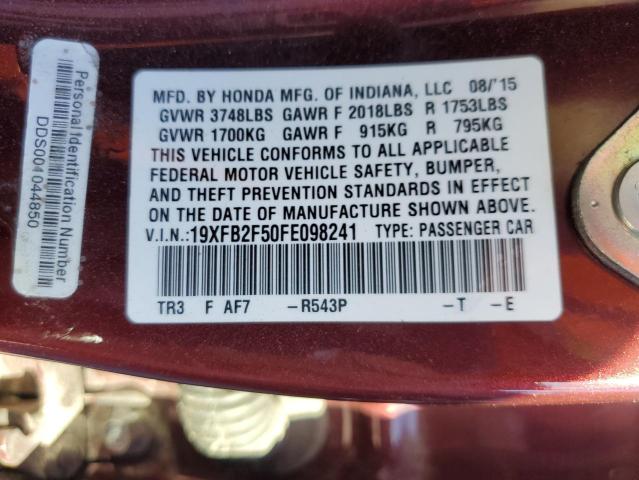 Personal Identification Number
DDS001044850
MFD. BY HONDA MFG. OF INDIANA, LLC 08/'15
GVWR 3748LBS GAWR F 2018LBS R 1753LBS
GVWR 1700KG GAWR F 915KG R 795KG
THIS VEHICLE CONFORMS TO ALL APPLICABLE
FEDERAL MOTOR VEHICLE SAFETY, BUMPER,
AND THEFT PREVENTION STANDARDS IN EFFECT
ON THE DATE OF MANUFACTURE SHOWN ABOVE.
V.I.N.:19XFB2F50FE098241 TYPE: PASSENGER CAR
TR3 F AF7 -R543P -T -E